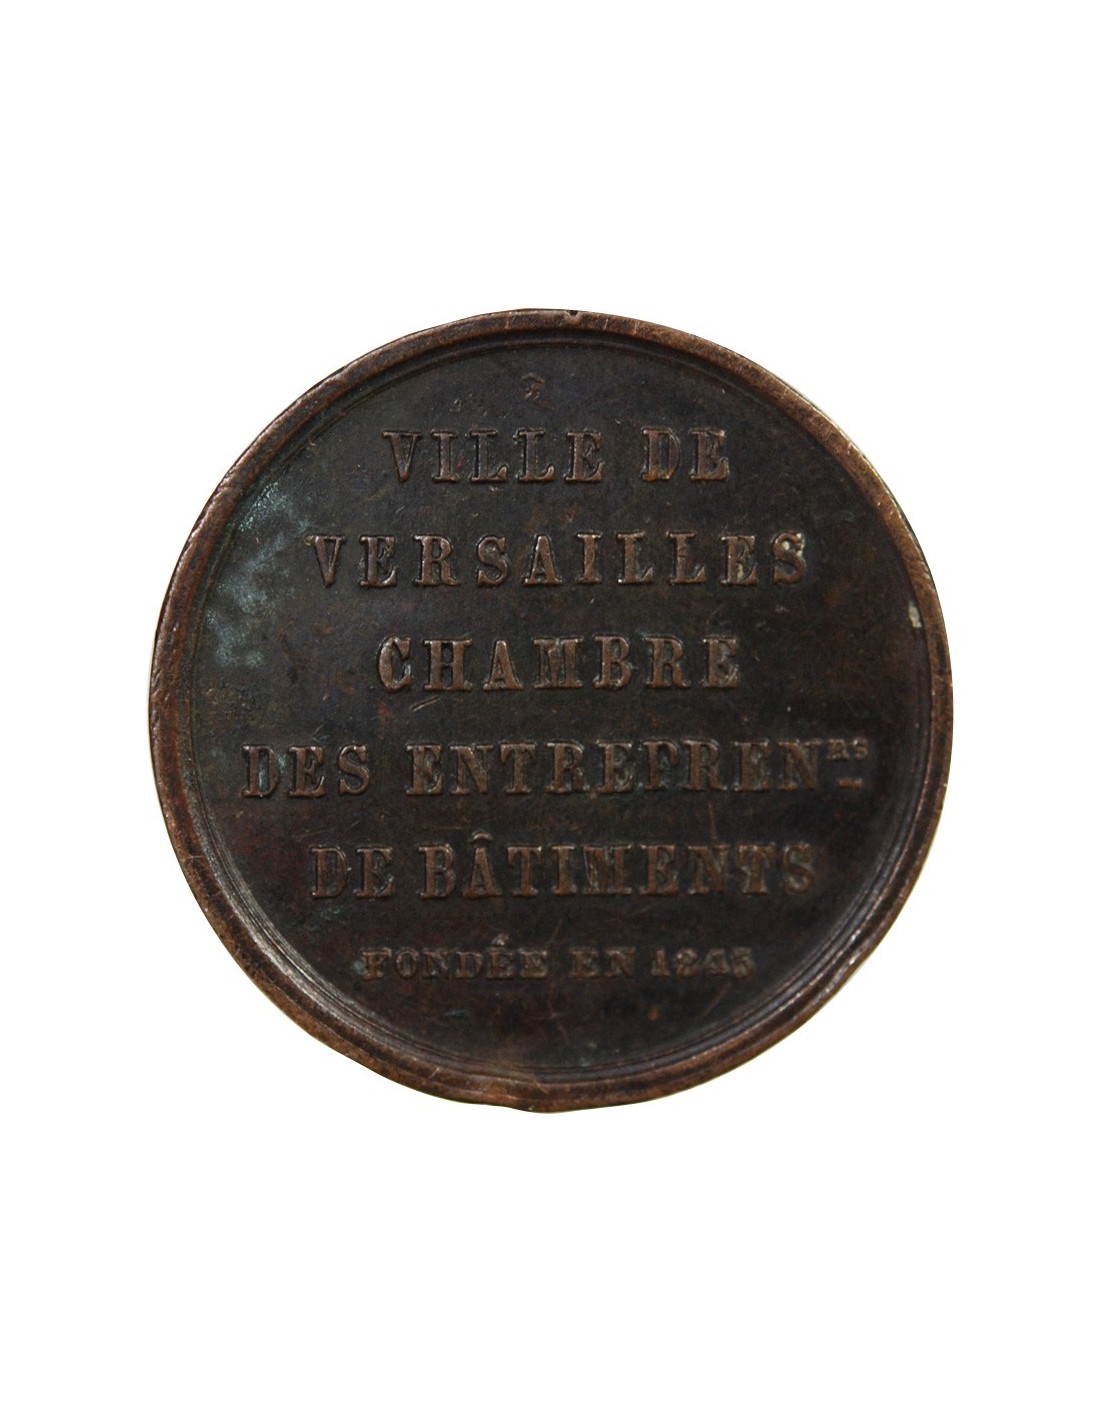 VILLE DE
VERSAILLES
CHAMBRE
DES ENTREPREN^RS
DE BÂTIMENTS
FONDÉE EN 1845